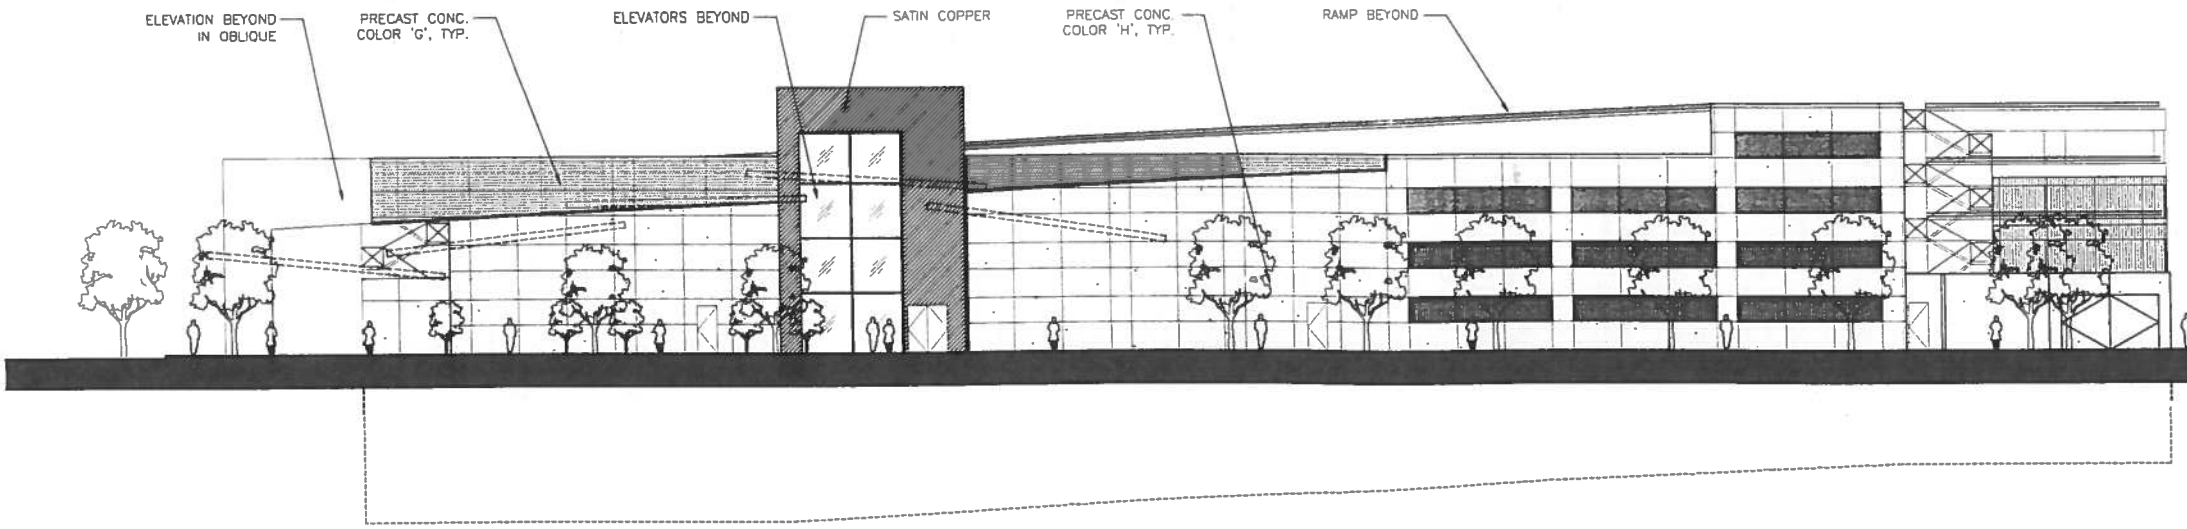 ELEVATION BEYOND
IN OBLIQUE
PRECAST CONC.
COLOR 'G', TYP.
ELEVATORS BEYOND
SATIN COPPER
PRECAST CONC.
COLOR 'H', TYP.
RAMP BEYOND